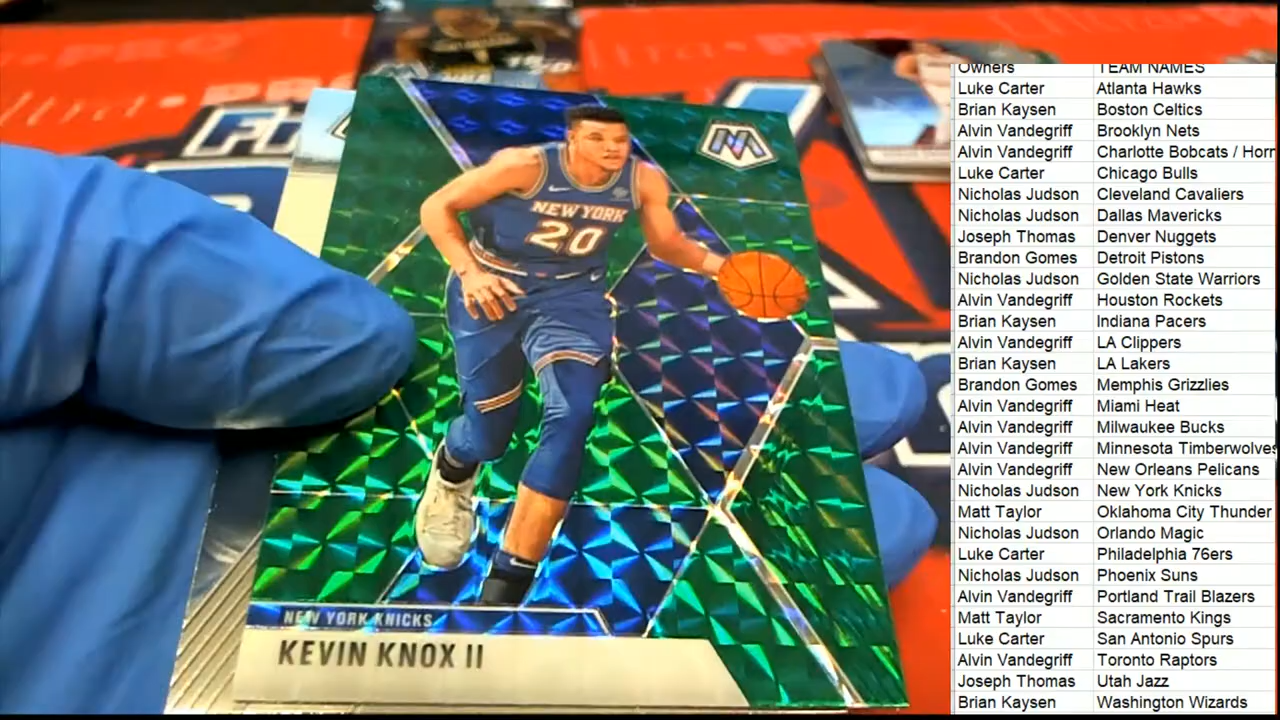 NEW YORK
20
NEW YORK KNICKS
KEVIN KNOX II
Owners TEAM NAMES
Luke Carter Atlanta Hawks
Brian Kaysen Boston Celtics
Alvin Vandegriff Brooklyn Nets
Alvin Vandegriff Charlotte Bobcats / Horn
Luke Carter Chicago Bulls
Nicholas Judson Cleveland Cavaliers
Nicholas Judson Dallas Mavericks
Joseph Thomas Denver Nuggets
Brandon Gomes Detroit Pistons
Nicholas Judson Golden State Warriors
Alvin Vandegriff Houston Rockets
Brian Kaysen Indiana Pacers
Alvin Vandegriff LA Clippers
Brian Kaysen LA Lakers
Brandon Gomes Memphis Grizzlies
Alvin Vandegriff Miami Heat
Alvin Vandegriff Milwaukee Bucks
Alvin Vandegriff Minnesota Timberwolves
Alvin Vandegriff New Orleans Pelicans
Nicholas Judson New York Knicks
Matt Taylor Oklahoma City Thunder
Nicholas Judson Orlando Magic
Luke Carter Philadelphia 76ers
Nicholas Judson Phoenix Suns
Alvin Vandegriff Portland Trail Blazers
Matt Taylor Sacramento Kings
Luke Carter San Antonio Spurs
Alvin Vandegriff Toronto Raptors
Joseph Thomas Utah Jazz
Brian Kaysen Washington Wizards